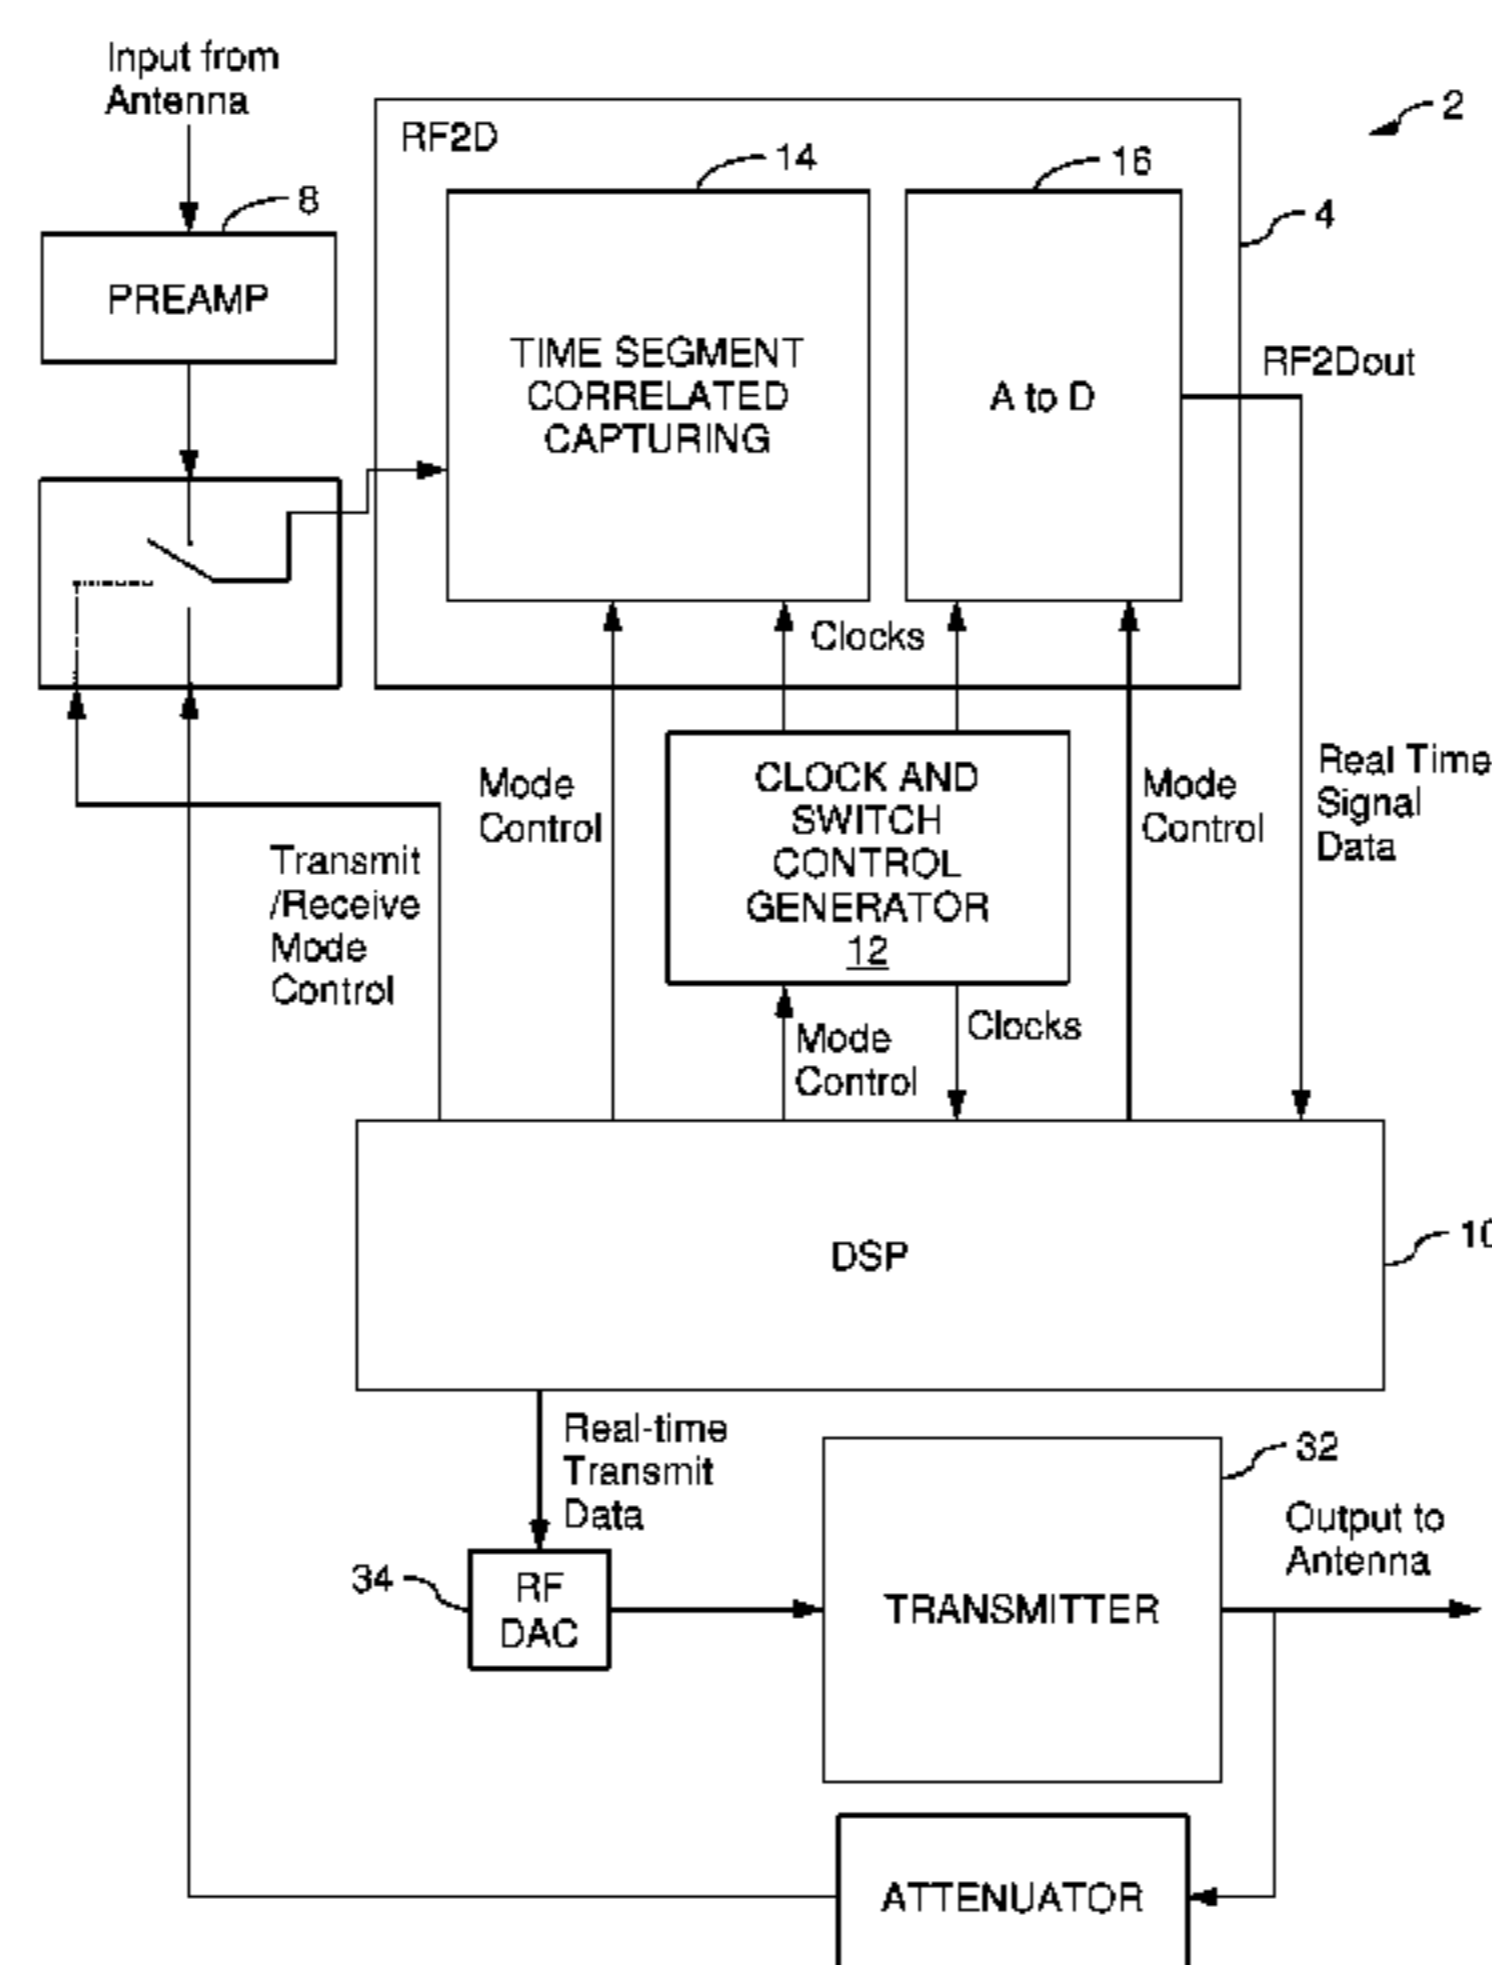 Input from
Antenna
2
RF2D
14
16
8
4
PREAMP
TIME SEGMENT
CORRELATED
CAPTURING
A to D
RF2Dout
Clocks
Mode
Control
CLOCK AND
SWITCH
CONTROL
GENERATOR
12
Mode
Control
Real Time
Signal
Data
Transmit
/Receive
Mode
Control
Mode
Control
Clocks
DSP
10
Real-time
Transmit
Data
32
Output to
Antenna
34
RF
DAC
TRANSMITTER
ATTENUATOR